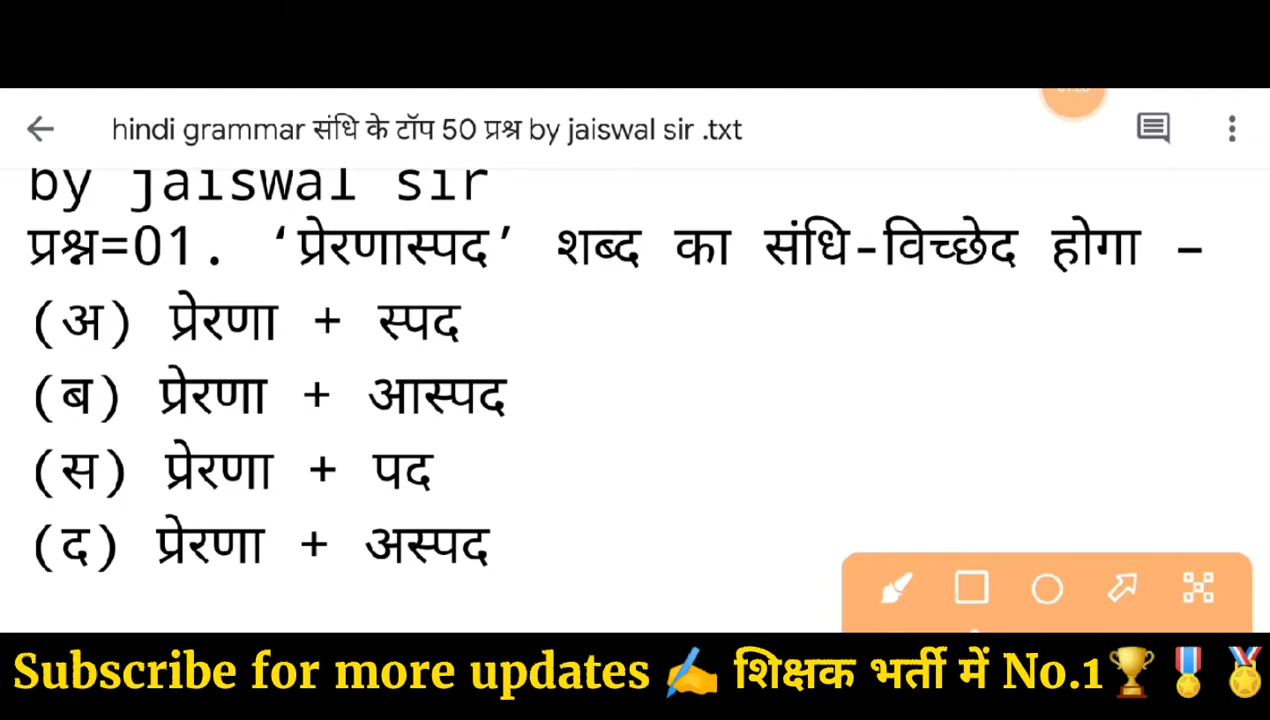 hindi grammar संधि के टॉप 50 प्रश्न by jaiswal sir .txt
by jaiswal sir
प्रश्न=01. ‘प्रेरणास्पद’ शब्द का संधि-विच्छेद होगा –
(अ) प्रेरणा + स्पद
(ब) प्रेरणा + आस्पद
(स) प्रेरणा + पद
(द) प्रेरणा + अस्पद
Subscribe for more updates ✍️ शिक्षक भर्ती में No.1🏆🎖️🏅